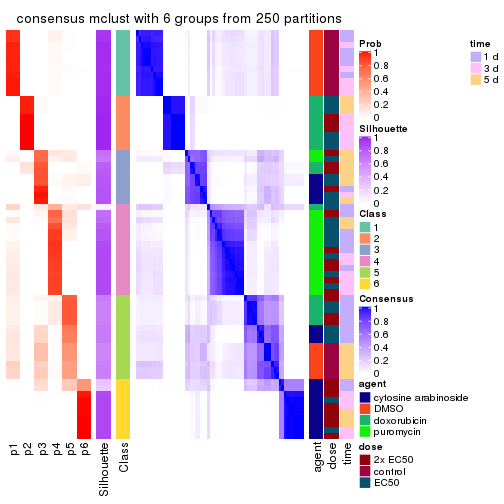 consensus mclust with 6 groups from 250 partitions
Prob
1
0.8
0.6
0.4
0.2
0
Silhouette
1
0.8
0.6
0.4
0.2
0
Class
1
2
3
4
5
6
Consensus
1
0.8
0.6
0.4
0.2
0
agent
cytosine arabinoside
DMSO
doxorubicin
puromycin
dose
2x EC50
control
EC50
time
1 d
3 d
5 d
p1
p2
p3
p4
p5
p6
Silhouette
Class
agent
dose
time